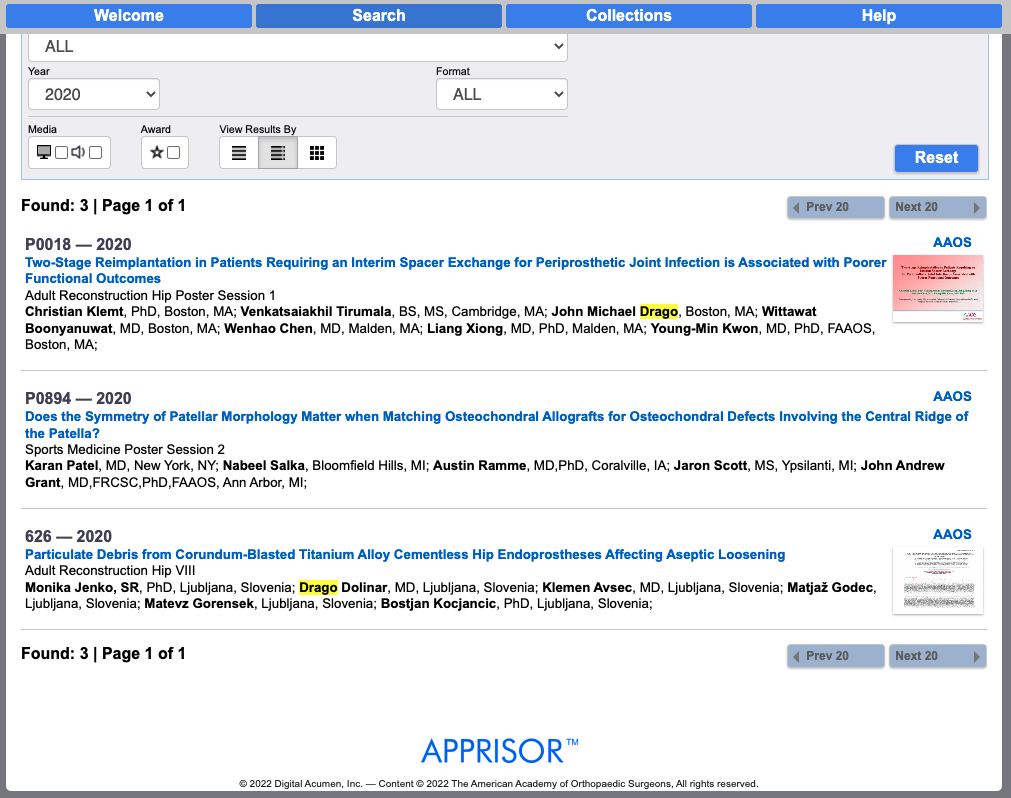 Welcome Search Collections Help
ALL
Year Format
2020 ALL
Media Award View Results By
Reset
Found: 3 | Page 1 of 1 Prev 20 Next 20
P0018 — 2020 AAOS
Two-Stage Reimplantation in Patients Requiring an Interim Spacer Exchange for Periprosthetic Joint Infection is Associated with Poorer
Functional Outcomes
Adult Reconstruction Hip Poster Session 1
Christian Klemt, PhD, Boston, MA; Venkatsaiakhil Tirumala, BS, MS, Cambridge, MA; John Michael Drago, Boston, MA; Wittawat
Boonyanuwat, MD, Boston, MA; Wenhao Chen, MD, Malden, MA; Liang Xiong, MD, PhD, Malden, MA; Young-Min Kwon, MD, PhD, FAAOS,
Boston, MA;
P0894 — 2020 AAOS
Does the Symmetry of Patellar Morphology Matter when Matching Osteochondral Allografts for Osteochondral Defects Involving the Central Ridge of
the Patella?
Sports Medicine Poster Session 2
Karan Patel, MD, New York, NY; Nabeel Salka, Bloomfield Hills, MI; Austin Ramme, MD,PhD, Coralville, IA; Jaron Scott, MS, Ypsilanti, MI; John Andrew
Grant, MD,FRCSC,PhD,FAAOS, Ann Arbor, MI;
626 — 2020 AAOS
Particulate Debris from Corundum-Blasted Titanium Alloy Cementless Hip Endoprostheses Affecting Aseptic Loosening
Adult Reconstruction Hip VIII
Monika Jenko, SR, PhD, Ljubljana, Slovenia; Drago Dolinar, MD, Ljubljana, Slovenia; Klemen Avsec, MD, Ljubljana, Slovenia; Matjaž Godec,
Ljubljana, Slovenia; Matevz Gorensek, Ljubljana, Slovenia; Bostjan Kocjancic, PhD, Ljubljana, Slovenia;
Found: 3 | Page 1 of 1 Prev 20 Next 20
APPRISOR™
© 2022 Digital Acumen, Inc. — Content © 2022 The American Academy of Orthopaedic Surgeons, All rights reserved.